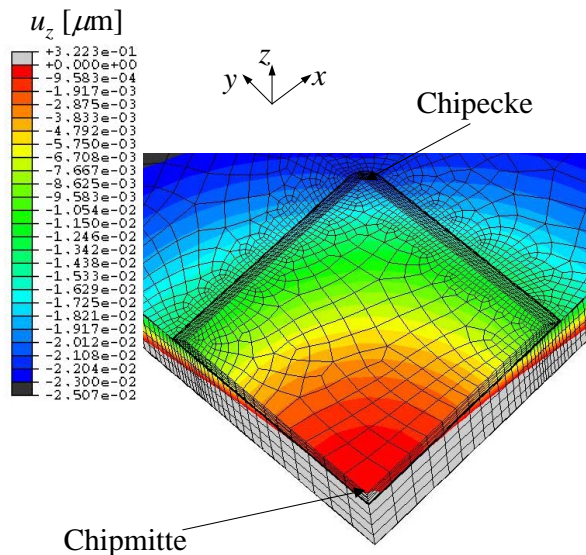 u_z [μm]
+3.223e-01
+0.000e+00
-9.583e-04
-1.917e-03
-2.875e-03
-3.833e-03
-4.792e-03
-5.750e-03
-6.708e-03
-7.667e-03
-8.625e-03
-9.583e-03
-1.054e-02
-1.150e-02
-1.246e-02
-1.342e-02
-1.438e-02
-1.533e-02
-1.629e-02
-1.725e-02
-1.821e-02
-1.917e-02
-2.012e-02
-2.108e-02
-2.204e-02
-2.300e-02
-2.507e-02
z
y
x
Chipecke
Chipmitte